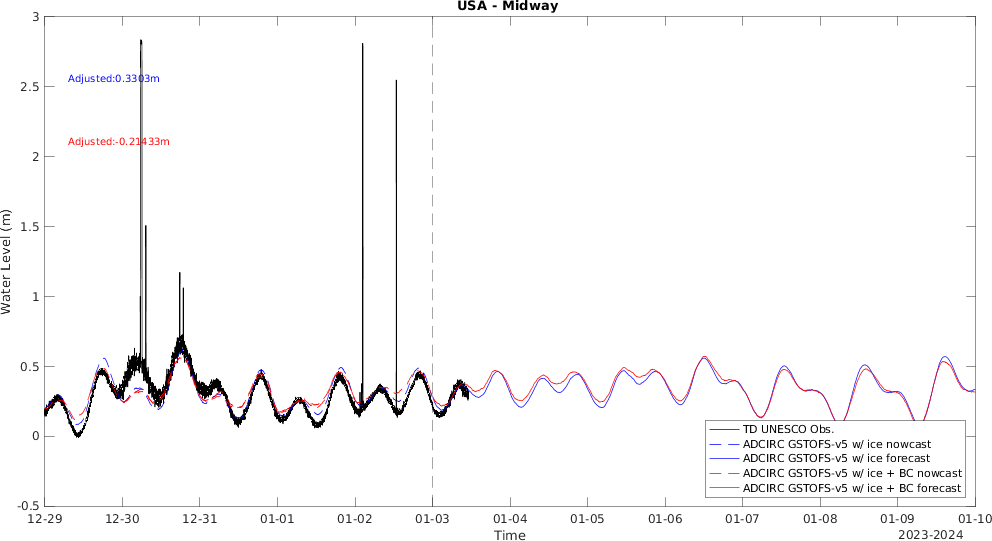 USA - Midway
3
2.5
2
1.5
1
0.5
0
-0.5
Water Level (m)
Adjusted:0.3303m
Adjusted:-0.21433m
TD UNESCO Obs.
ADCIRC GSTOFS-v5 w/ ice nowcast
ADCIRC GSTOFS-v5 w/ ice forecast
ADCIRC GSTOFS-v5 w/ ice + BC nowcast
ADCIRC GSTOFS-v5 w/ ice + BC forecast
12-29 12-30 12-31 01-01 01-02 01-03 01-04 01-05 01-06 01-07 01-08 01-09 01-10
Time
2023-2024